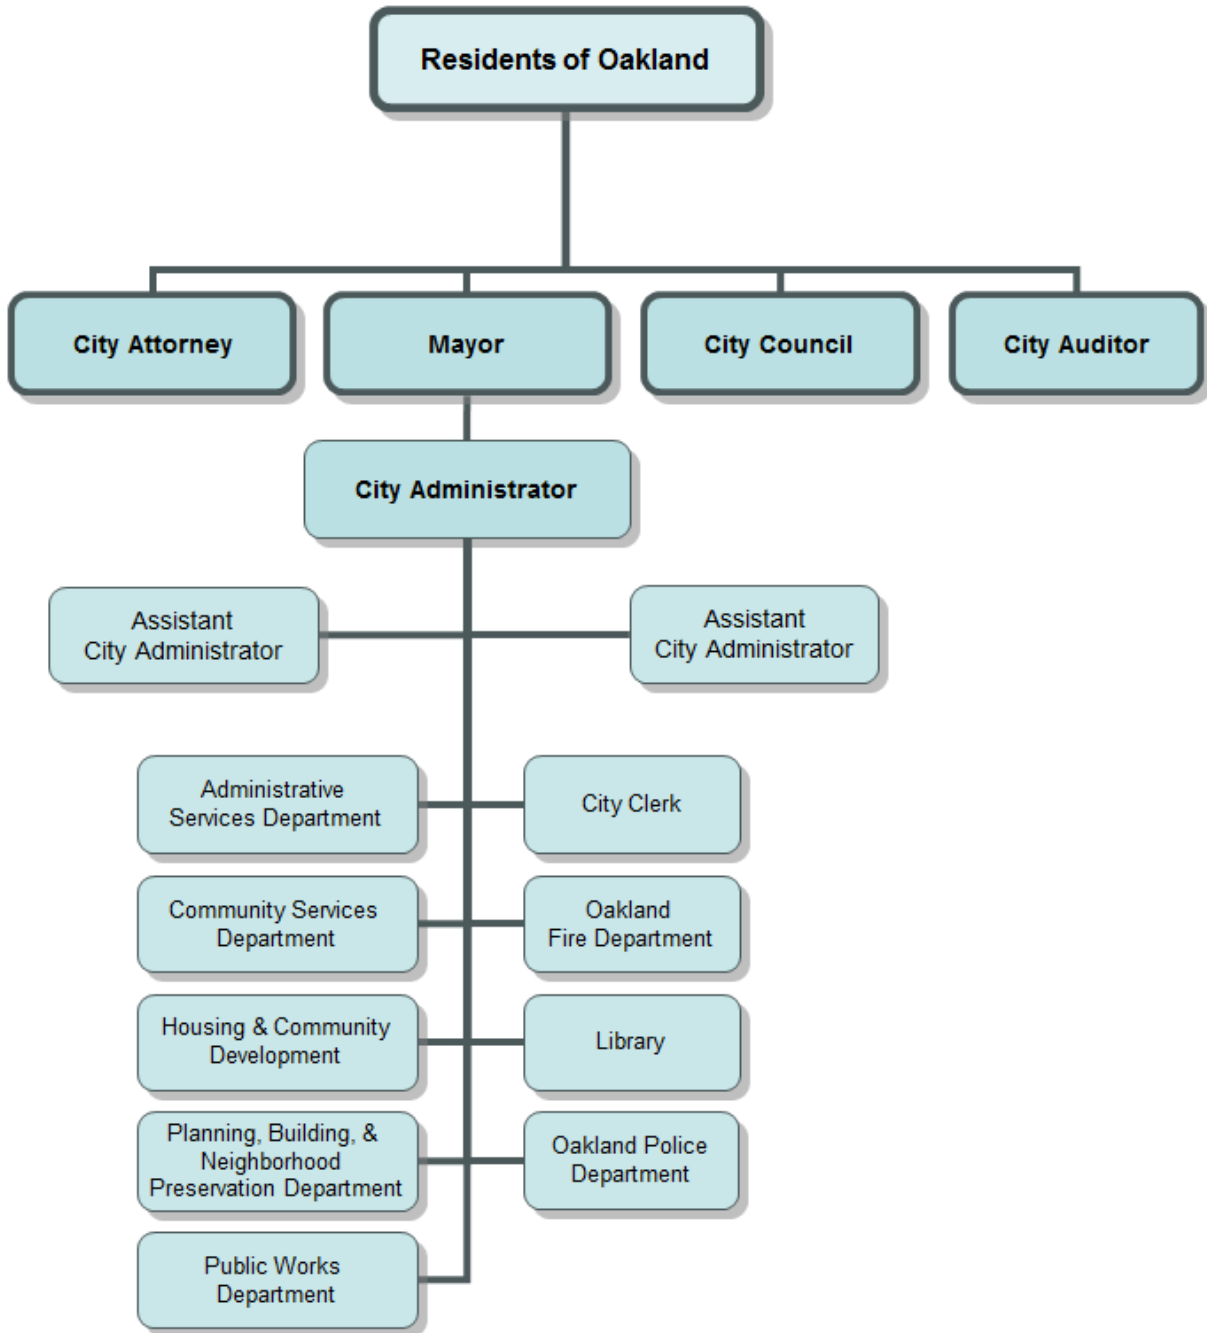 Residents of Oakland
City Attorney
Mayor
City Council
City Auditor
City Administrator
Assistant
City Administrator
Assistant
City Administrator
Administrative
Services Department
City Clerk
Community Services
Department
Oakland
Fire Department
Housing & Community
Development
Library
Planning, Building, &
Neighborhood
Preservation Department
Oakland Police
Department
Public Works
Department